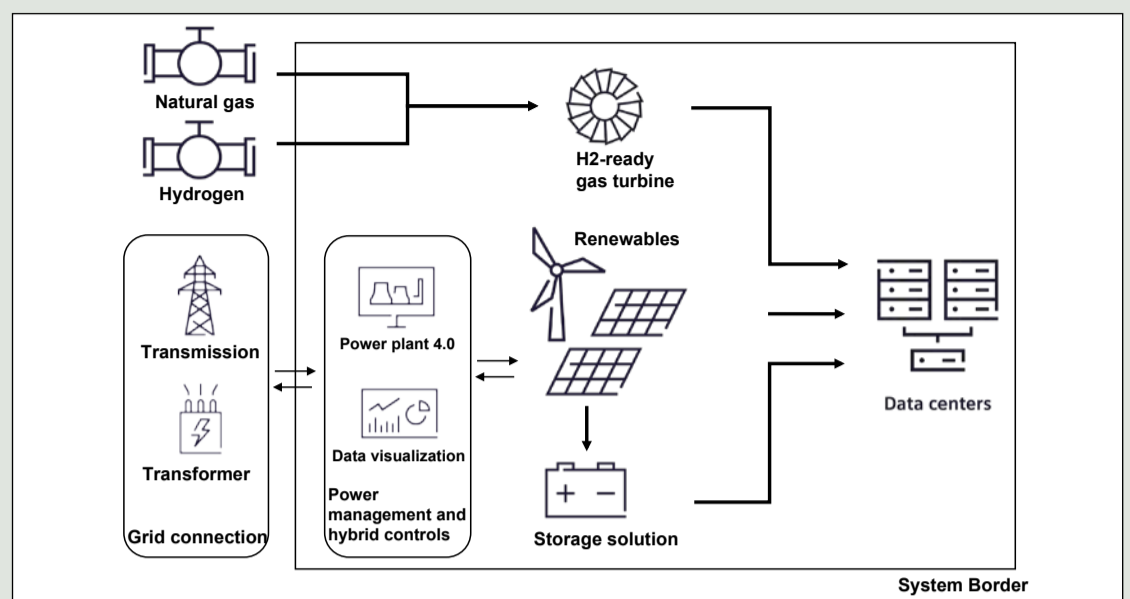 Natural gas
Hydrogen
H2-ready
gas turbine
Renewables
Transmission
Transformer
Grid connection
Power plant 4.0
Data visualization
Power
management and
hybrid controls
Storage solution
Data centers
System Border